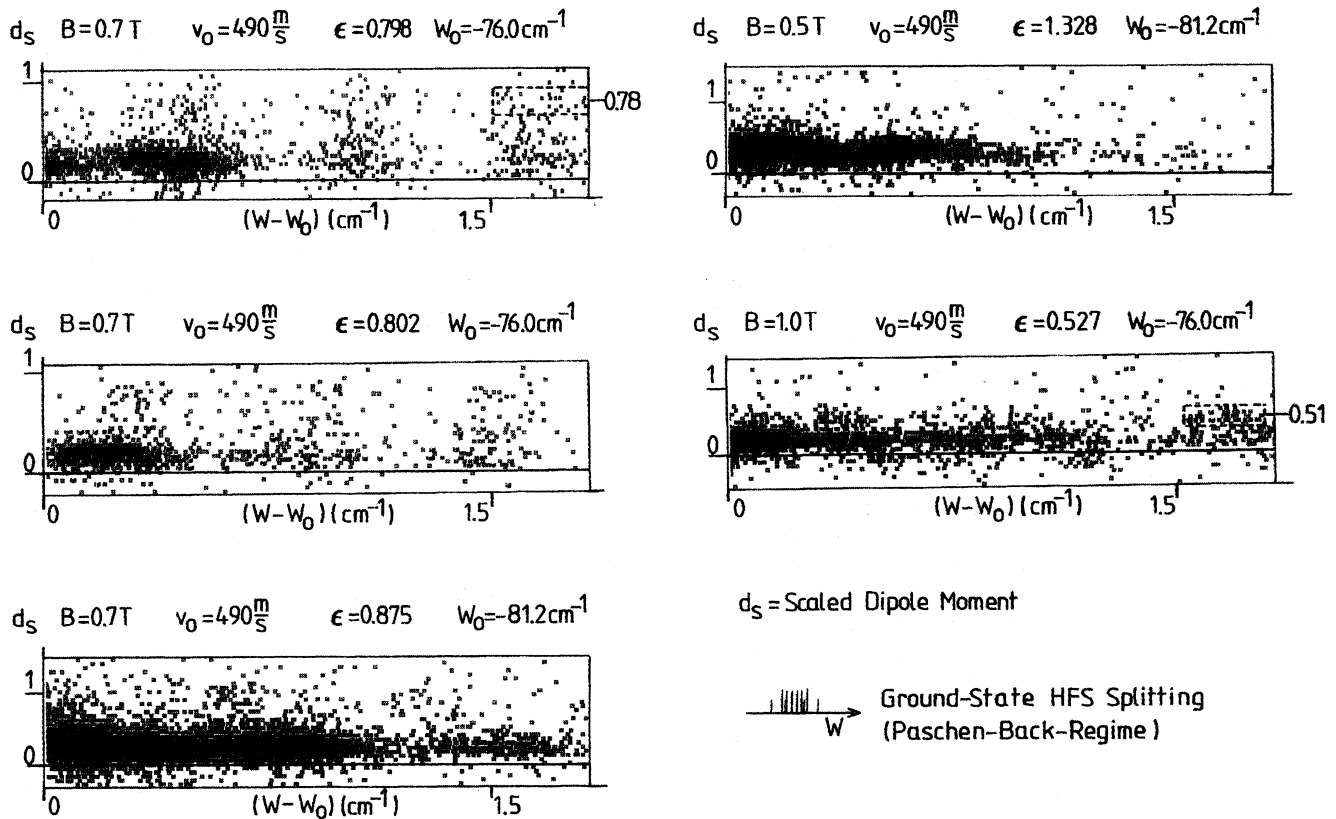 d_s B=0.7 T v_0=490 m/s ϵ=0.798 W_0=-76.0cm^-1
1
0.78
0
0 (W-W_0)(cm^-1) 1.5
d_s B=0.5 T v_0=490 m/s ϵ=1.328 W_0=-81.2cm^-1
1
0
0 (W-W_0)(cm^-1) 1.5
d_s B=0.7 T v_0=490 m/s ϵ=0.802 W_0=-76.0cm^-1
1
0
0 (W-W_0)(cm^-1) 1.5
d_s B=1.0 T v_0=490 m/s ϵ=0.527 W_0=-76.0cm^-1
1
0.51
0
0 (W-W_0)(cm^-1) 1.5
d_s B=0.7T v_0=490 m/s ϵ=0.875 W_0=-81.2cm^-1
1
0
0 (W-W_0)(cm^-1) 1.5
d_s = Scaled Dipole Moment
Ground-State HFS Splitting
W (Paschen-Back-Regime)